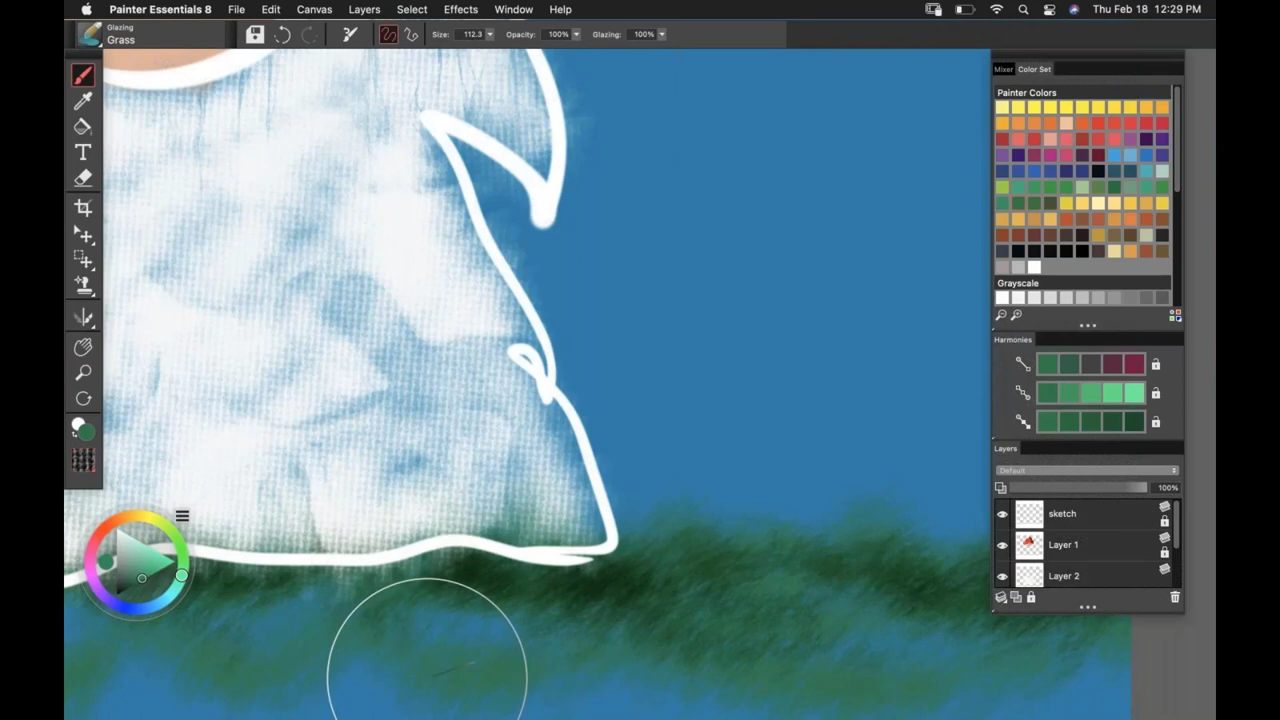 Painter Essentials 8 File Edit Canvas Layers Select Effects Window Help Thu Feb 18 12:29 PM
Glazing
Grass
Size: 112.3 Opacity: 100% Glazing: 100%
Mixer Color Set
Painter Colors
Grayscale
Harmonies
Layers
Default
100%
sketch
Layer 1
Layer 2